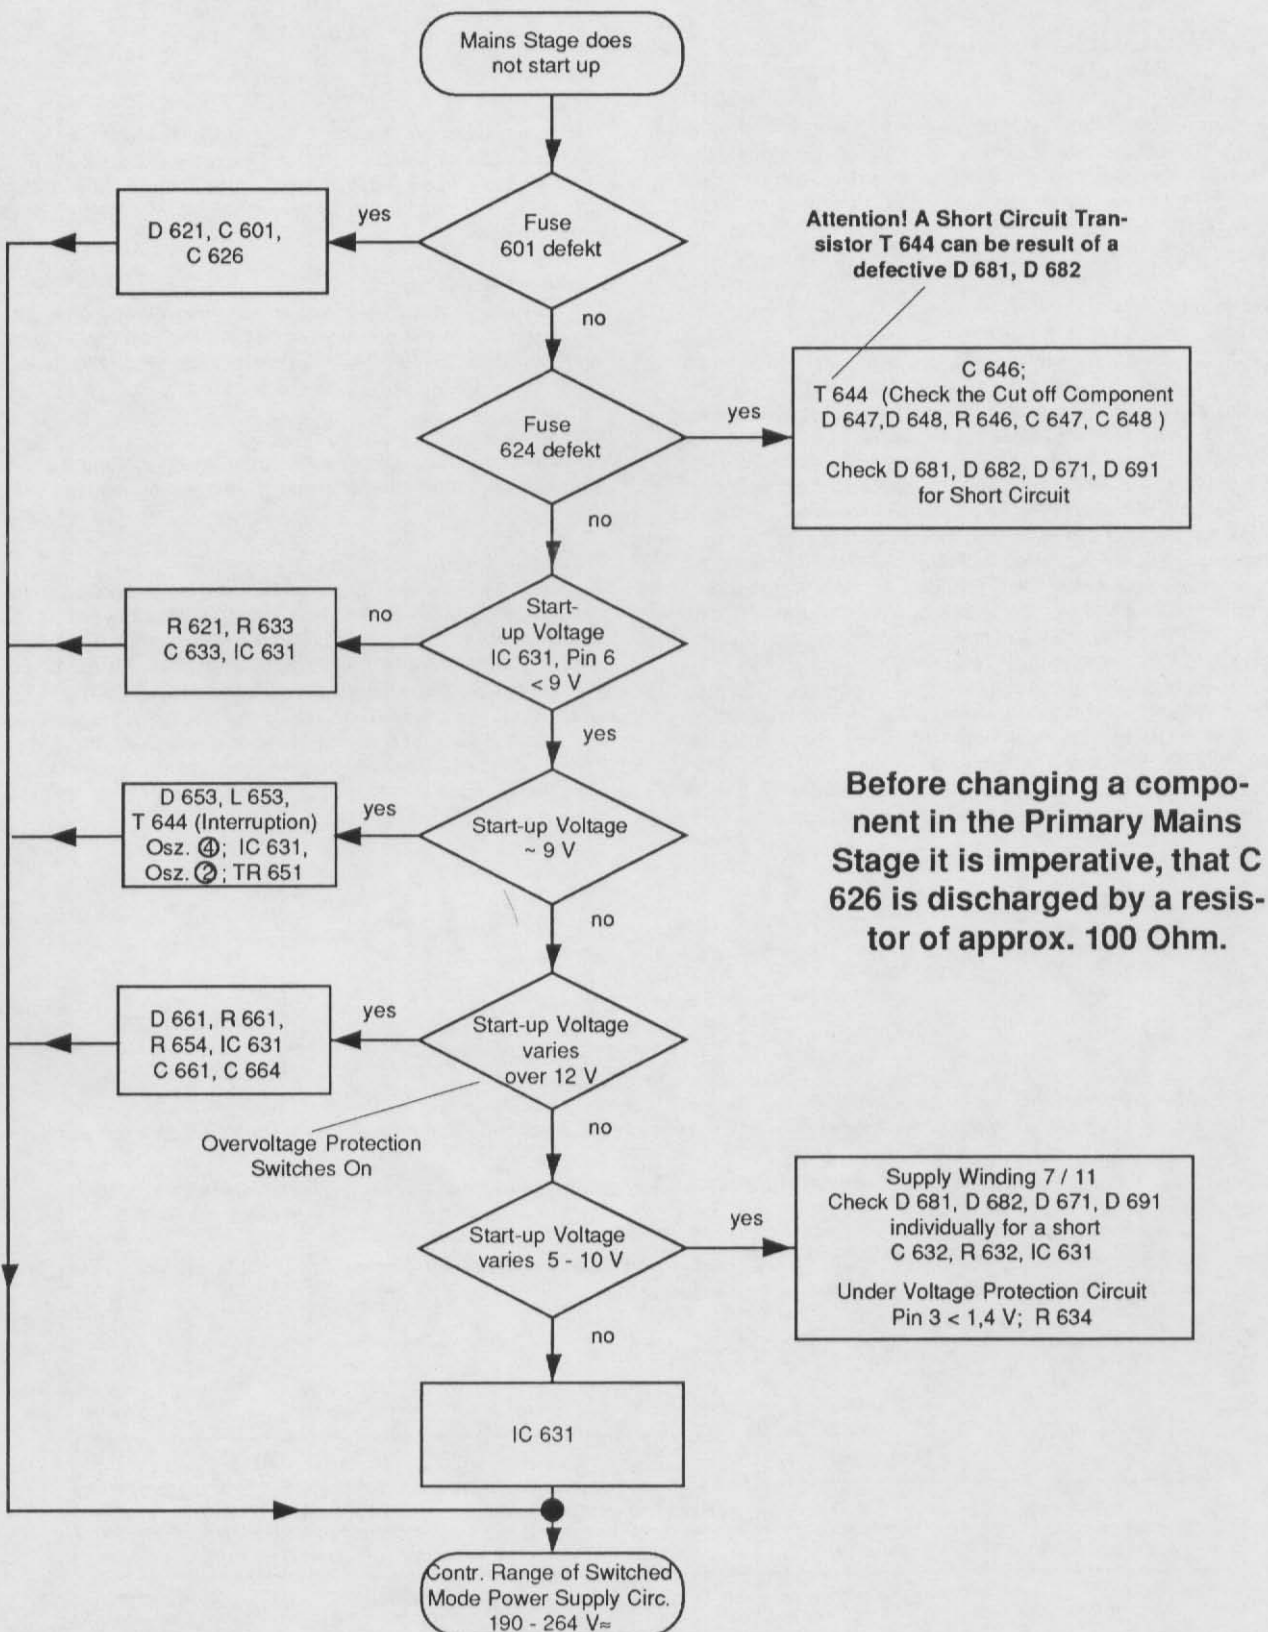 Mains Stage does
not start up
yes
D 621, C 601,
C 626
Fuse
601 defekt
no
Attention! A Short Circuit Tran-
sistor T 644 can be result of a
defective D 681, D 682
Fuse
624 defekt
yes
C 646;
T 644 (Check the Cut off Component
D 647,D 648, R 646, C 647, C 648 )
Check D 681, D 682, D 671, D 691
for Short Circuit
no
R 621, R 633
C 633, IC 631
no
Start-
up Voltage
IC 631, Pin 6
< 9 V
yes
D 653, L 653,
T 644 (Interruption)
Osz. ④; IC 631,
Osz. ②; TR 651
yes
Start-up Voltage
~ 9 V
no
Before changing a compo-
nent in the Primary Mains
Stage it is imperative, that C
626 is discharged by a resis-
tor of approx. 100 Ohm.
D 661, R 661,
R 654, IC 631
C 661, C 664
yes
Start-up Voltage
varies
over 12 V
Overvoltage Protection
Switches On
no
Start-up Voltage
varies 5 - 10 V
yes
Supply Winding 7 / 11
Check D 681, D 682, D 671, D 691
individually for a short
C 632, R 632, IC 631
Under Voltage Protection Circuit
Pin 3 < 1,4 V; R 634
no
IC 631
Contr. Range of Switched
Mode Power Supply Circ.
190 - 264 V≂